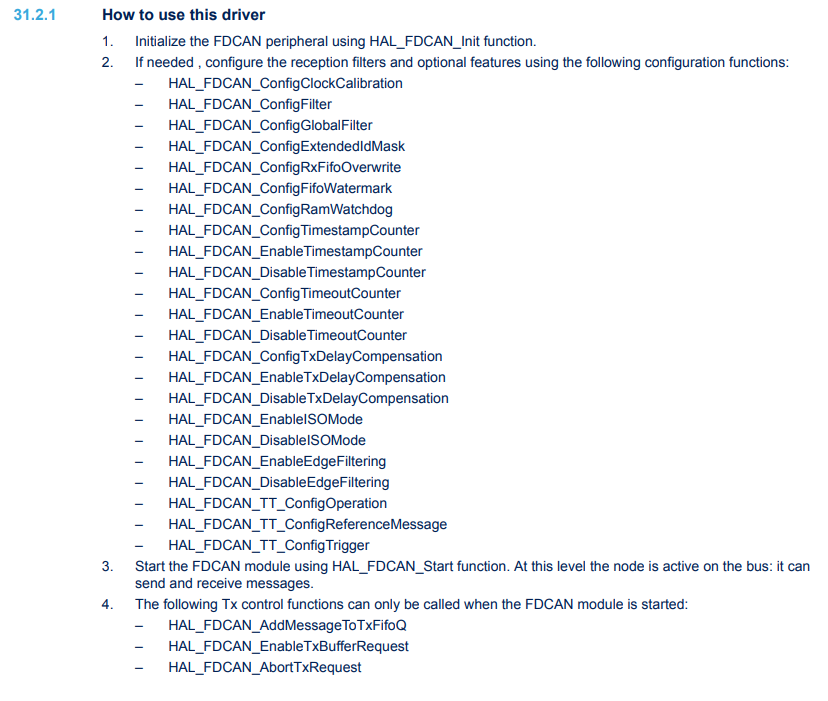 31.2.1 How to use this driver
1. Initialize the FDCAN peripheral using HAL_FDCAN_Init function.
2. If needed , configure the reception filters and optional features using the following configuration functions:
– HAL_FDCAN_ConfigClockCalibration
– HAL_FDCAN_ConfigFilter
– HAL_FDCAN_ConfigGlobalFilter
– HAL_FDCAN_ConfigExtendedIdMask
– HAL_FDCAN_ConfigRxFifoOverwrite
– HAL_FDCAN_ConfigFifoWatermark
– HAL_FDCAN_ConfigRamWatchdog
– HAL_FDCAN_ConfigTimestampCounter
– HAL_FDCAN_EnableTimestampCounter
– HAL_FDCAN_DisableTimestampCounter
– HAL_FDCAN_ConfigTimeoutCounter
– HAL_FDCAN_EnableTimeoutCounter
– HAL_FDCAN_DisableTimeoutCounter
– HAL_FDCAN_ConfigTxDelayCompensation
– HAL_FDCAN_EnableTxDelayCompensation
– HAL_FDCAN_DisableTxDelayCompensation
– HAL_FDCAN_EnableISOMode
– HAL_FDCAN_DisableISOMode
– HAL_FDCAN_EnableEdgeFiltering
– HAL_FDCAN_DisableEdgeFiltering
– HAL_FDCAN_TT_ConfigOperation
– HAL_FDCAN_TT_ConfigReferenceMessage
– HAL_FDCAN_TT_ConfigTrigger
3. Start the FDCAN module using HAL_FDCAN_Start function. At this level the node is active on the bus: it can
send and receive messages.
4. The following Tx control functions can only be called when the FDCAN module is started:
– HAL_FDCAN_AddMessageToTxFifoQ
– HAL_FDCAN_EnableTxBufferRequest
– HAL_FDCAN_AbortTxRequest